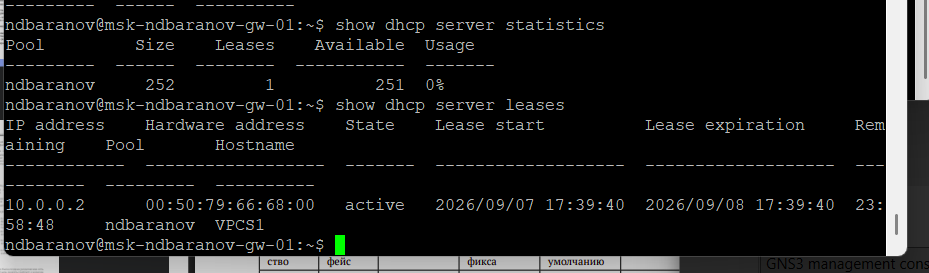 --------- ------ ----------
ndbaranov@msk-ndbaranov-gw-01:~$ show dhcp server statistics
Pool         Size    Leases    Available  Usage
---------  ------  --------  -----------  -------
ndbaranov     252         1          251  0%
ndbaranov@msk-ndbaranov-gw-01:~$ show dhcp server leases
IP address    Hardware address    State    Lease start          Lease expiration     Rem
aining    Pool       Hostname
------------  ------------------  -------  -------------------  -------------------  ---
---------  ---------  ----------
10.0.0.2      00:50:79:66:68:00   active   2026/09/07 17:39:40  2026/09/08 17:39:40  23:
58:48     ndbaranov  VPCS1
ndbaranov@msk-ndbaranov-gw-01:~$
ство фейс фикса умолчанию
GNS3 management cons